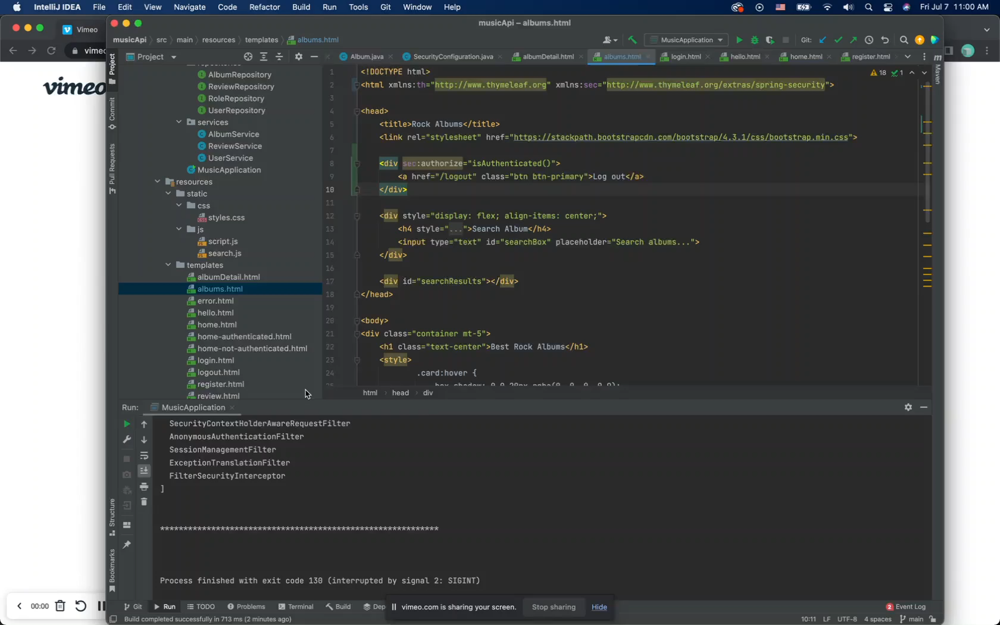 IntelliJ IDEA File Edit View Navigate Code Refactor Build Run Tools Git Window Help Fri Jul 7 11:00 AM
Vimeo
musicApi – albums.html
vimeo
musicApi src main resources templates albums.html MusicApplication Git:
Project Album.java SecurityConfiguration.java albumDetail.html albums.html login.html hello.html home.html register.html
Project
Commit
Pull Requests
Structure
Bookmarks
Maven
AlbumRepository
ReviewRepository
RoleRepository
UserRepository
services
AlbumService
ReviewService
UserService
MusicApplication
resources
static
css
styles.css
js
script.js
search.js
templates
albumDetail.html
albums.html
error.html
hello.html
home.html
home-authenticated.html
home-not-authenticated.html
login.html
logout.html
register.html
review.html
18 1
1 <!DOCTYPE html>
2 <html xmlns:th="http://www.thymeleaf.org" xmlns:sec="http://www.thymeleaf.org/extras/spring-security">
3
4 <head>
5 <title>Rock Albums</title>
6 <link rel="stylesheet" href="https://stackpath.bootstrapcdn.com/bootstrap/4.3.1/css/bootstrap.min.css">
7
8 <div sec:authorize="isAuthenticated()">
9 <a href="/logout" class="btn btn-primary">Log out</a>
10 </div>
11
12 <div style="display: flex; align-items: center;">
13 <h4 style="...">Search Album</h4>
14 <input type="text" id="searchBox" placeholder="Search albums...">
15 </div>
16
17 <div id="searchResults"></div>
18 </head>
19
20 <body>
21 <div class="container mt-5">
22 <h1 class="text-center">Best Rock Albums</h1>
23 <style>
24 .card:hover {
html head div
Run: MusicApplication
SecurityContextHolderAwareRequestFilter
AnonymousAuthenticationFilter
SessionManagementFilter
ExceptionTranslationFilter
FilterSecurityInterceptor
]
************************************************************
Process finished with exit code 130 (interrupted by signal 2: SIGINT)
00:00
Git Run TODO Problems Terminal Build Dep
vimeo.com is sharing your screen. Stop sharing Hide
2 Event Log
Build completed successfully in 713 ms (2 minutes ago) 10:11 LF UTF-8 4 spaces main